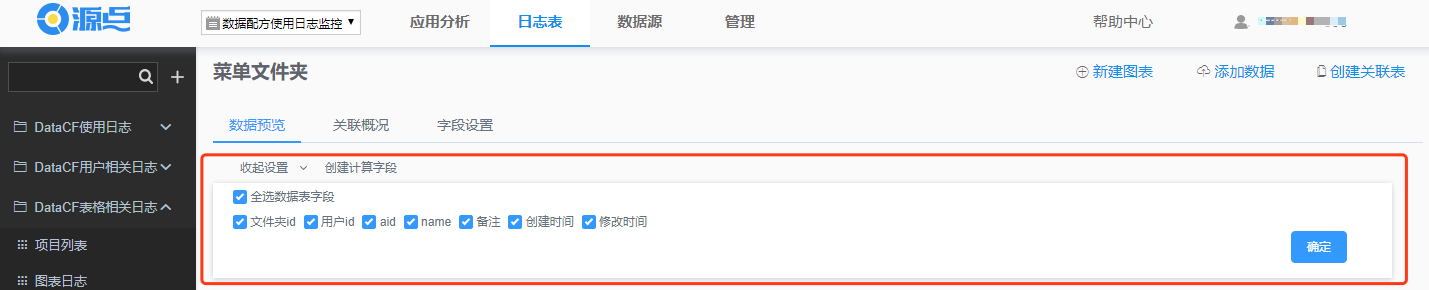 源点 数据配方使用日志监控 应用分析 日志表 数据源 管理 帮助中心
菜单文件夹 新建图表 添加数据 创建关联表
DataCF使用日志 数据预览 关联概况 字段设置
DataCF用户相关日志 收起设置 创建计算字段
DataCF表格相关日志 全选数据表字段
文件夹id 用户id aid name 备注 创建时间 修改时间
项目列表 确定
图表日志